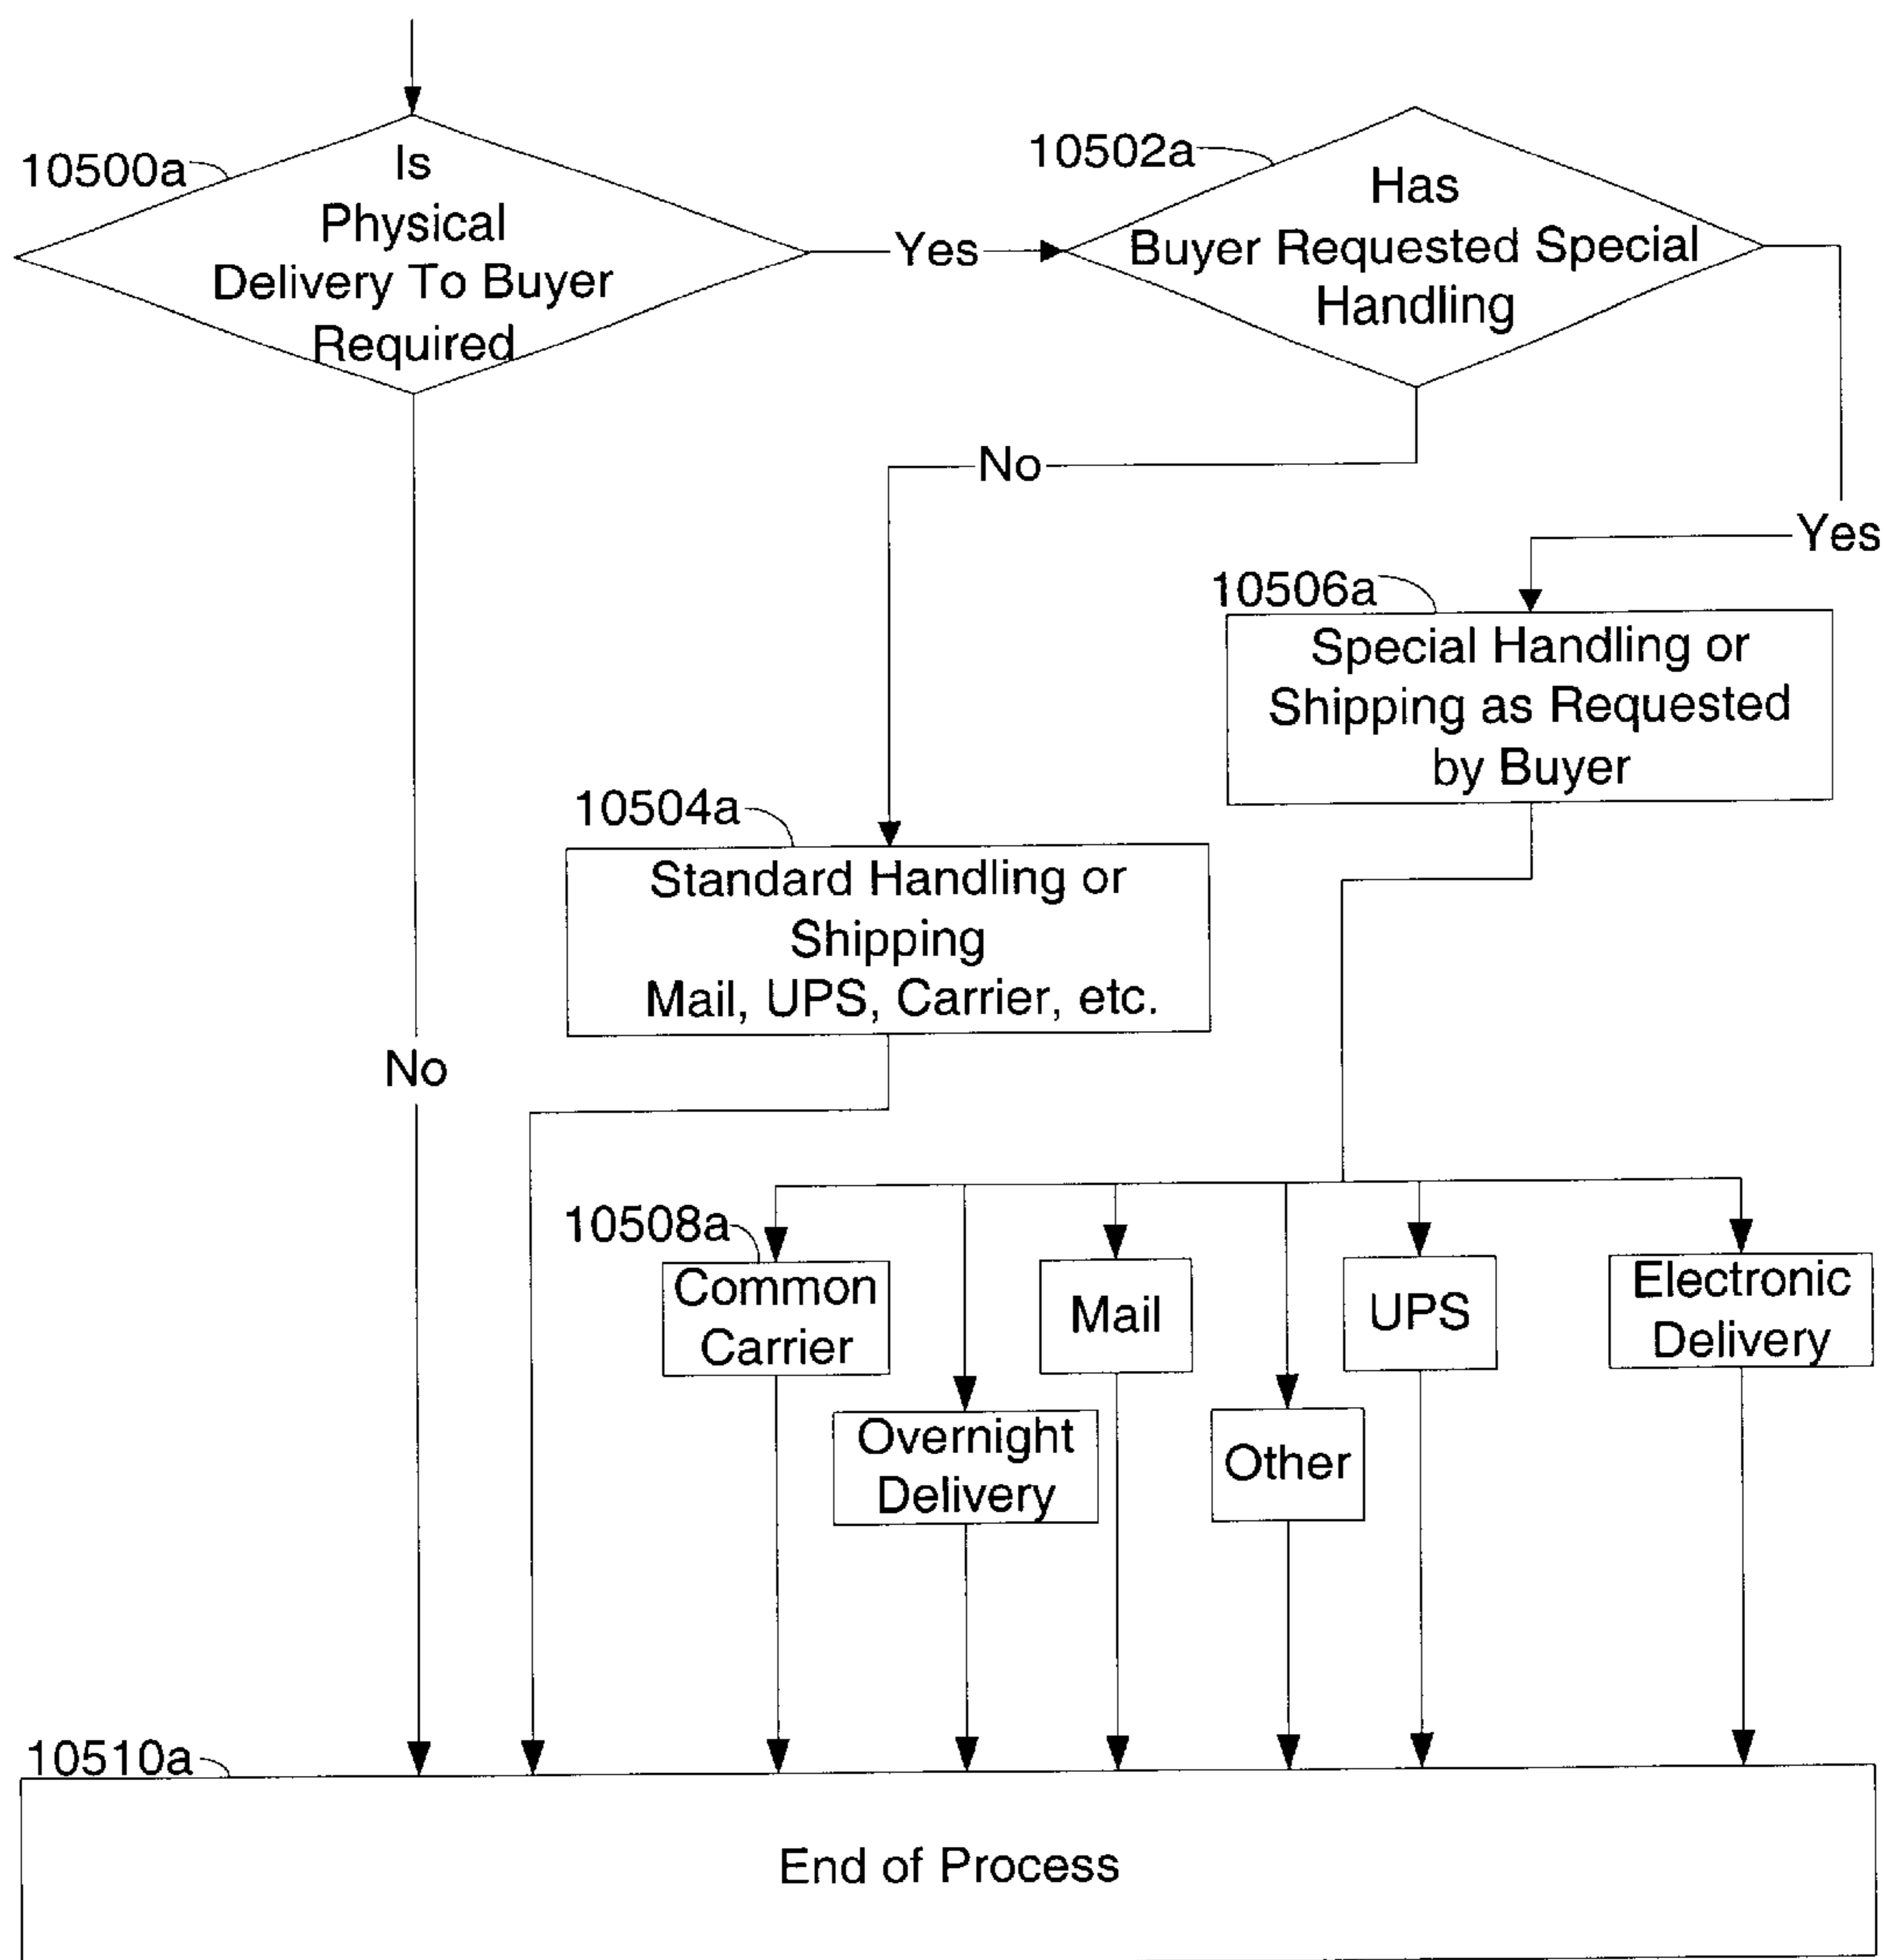 10500a
Is
Physical
Delivery To Buyer
Required
Yes
10502a
Has
Buyer Requested Special
Handling
No
Yes
10506a
Special Handling or
Shipping as Requested
by Buyer
10504a
Standard Handling or
Shipping
Mail, UPS, Carrier, etc.
No
10508a
Common
Carrier
Mail
UPS
Electronic
Delivery
Overnight
Delivery
Other
10510a
End of Process